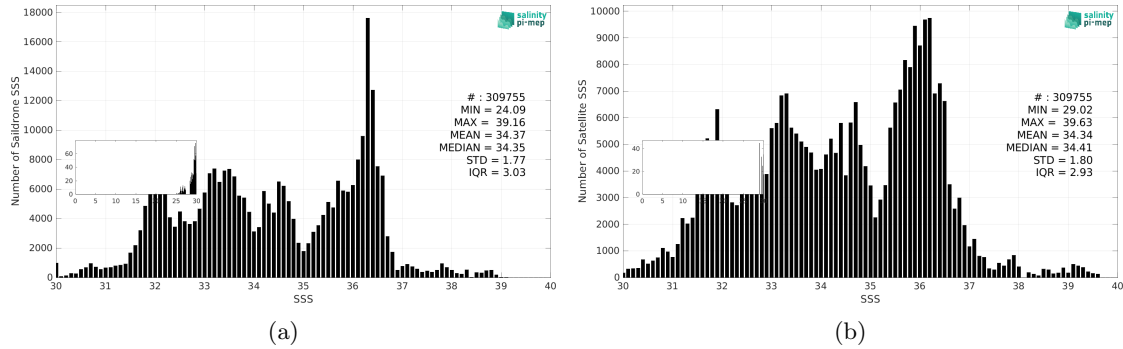 salinity
pi-mep
18000
16000
14000
12000
10000
8000
6000
4000
2000
0
Number of Saildrone SSS
# : 309755
MIN = 24.09
MAX = 39.16
MEAN = 34.37
MEDIAN = 34.35
STD = 1.77
IQR = 3.03
60
40
20
0
0 5 10 15 20 25 30
30 31 32 33 34 35 36 37 38 39 40
SSS
(a)
salinity
pi-mep
10000
9000
8000
7000
6000
5000
4000
3000
2000
1000
0
Number of Satellite SSS
# : 309755
MIN = 29.02
MAX = 39.63
MEAN = 34.34
MEDIAN = 34.41
STD = 1.80
IQR = 2.93
40
20
0
0 5 10 15 20 25
30 31 32 33 34 35 36 37 38 39 40
SSS
(b)